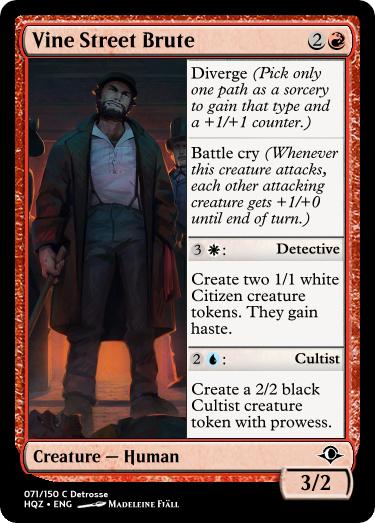 Vine Street Brute 2
Diverge (Pick only
one path as a sorcery
to gain that type and
a +1/+1 counter.)
Battle cry (Whenever
this creature attacks,
each other attacking
creature gets +1/+0
until end of turn.)
3 : Detective
Create two 1/1 white
Citizen creature
tokens. They gain
haste.
2 : Cultist
Create a 2/2 black
Cultist creature
token with prowess.
Creature — Human
3/2
071/150 C Detrosse
HQZ • ENG Madeleine Fjäll